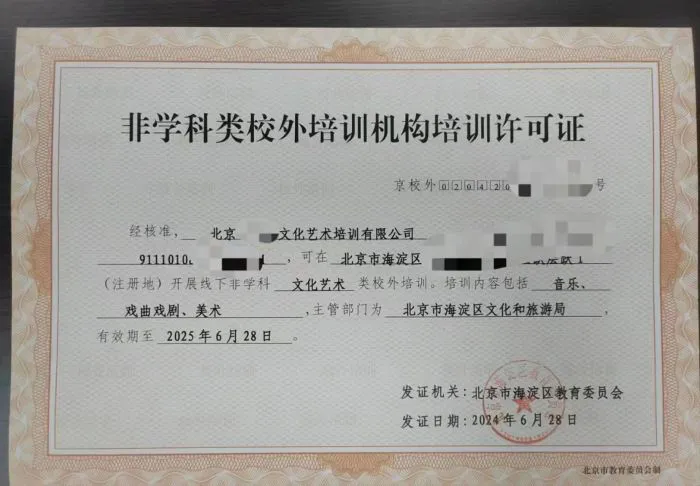 非学科类校外培训机构培训许可证
京校外020420 号
经核准, 北京 文化艺术培训有限公司
9111010 ,可在 北京市海淀区
(注册地)开展线下非学科 文化艺术 类校外培训。培训内容包括 音乐、
戏曲戏剧、美术 ,主管部门为 北京市海淀区文化和旅游局 ,
有效期至 2025年6月28日 。
发证机关:北京市海淀区教育委员会
发证日期:2024年6月28日
北京市教育委员会制